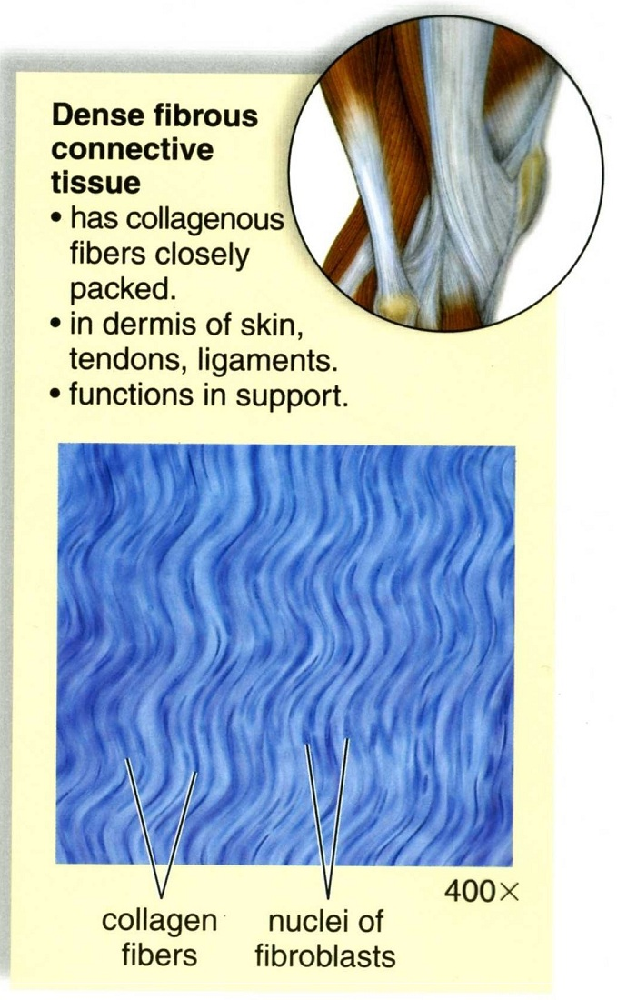 Dense fibrous
connective
tissue
• has collagenous
fibers closely
packed.
• in dermis of skin,
tendons, ligaments.
• functions in support.
400×
collagen
fibers
nuclei of
fibroblasts